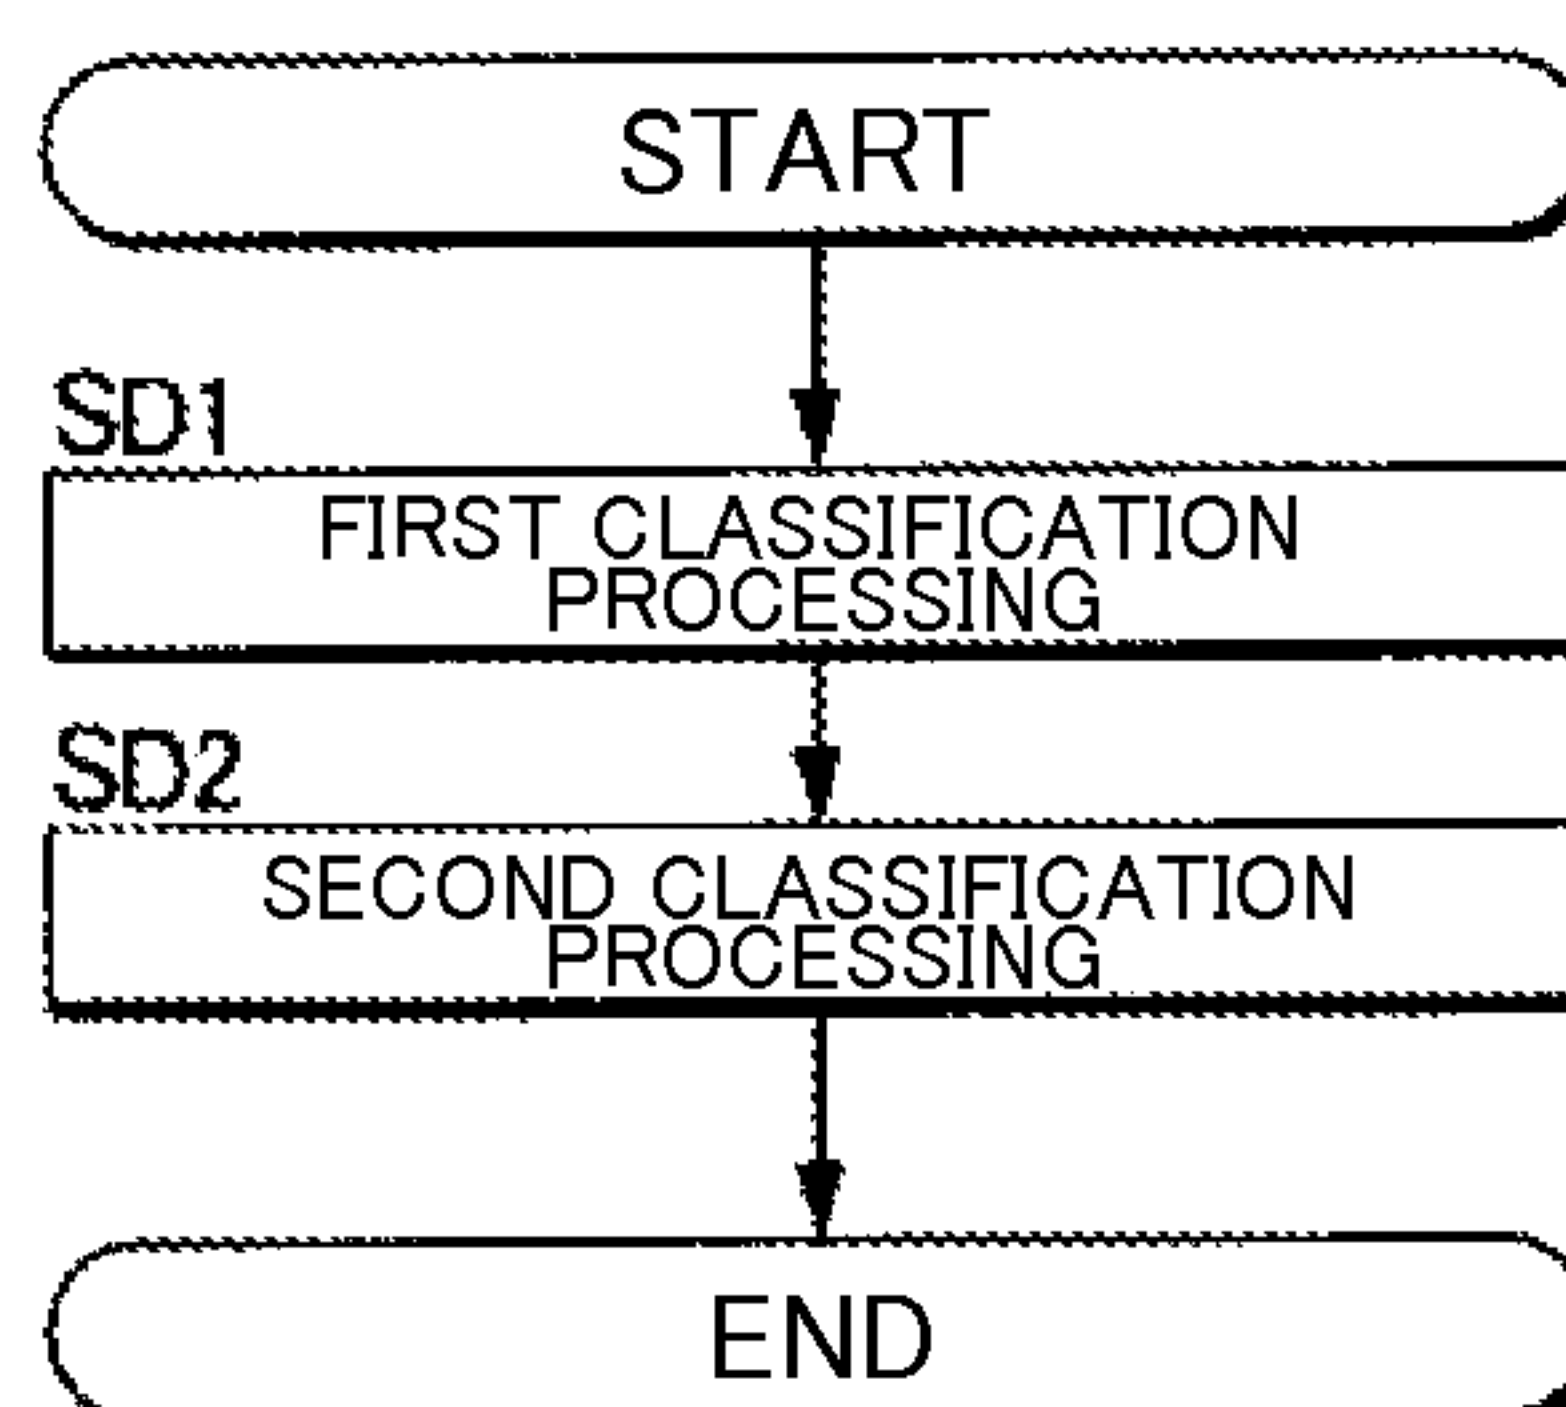 START
SD1
FIRST CLASSIFICATION
PROCESSING
SD2
SECOND CLASSIFICATION
PROCESSING
END